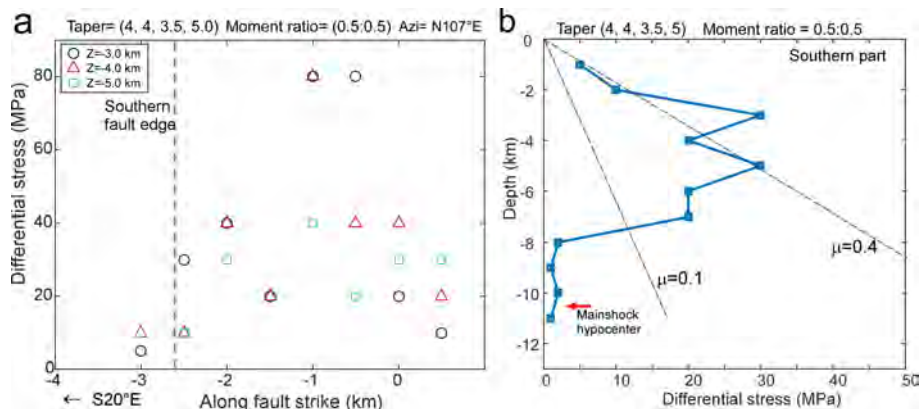 a
Taper= (4, 4, 3.5, 5.0) Moment ratio= (0.5:0.5) Azi= N107°E
Z=-3.0 km
Z=-4.0 km
Z=-5.0 km
Southern
fault edge
Differential stress (MPa)
80
60
40
20
0
-4 -3 -2 -1 0
← S20°E
Along fault strike (km)
b
Taper (4, 4, 3.5, 5) Moment ratio = 0.5:0.5
Southern part
Depth (km)
0
-2
-4
-6
-8
-10
-12
μ=0.4
μ=0.1
Mainshock
hypocenter
0 10 20 30 40 50
Differential stress (MPa)